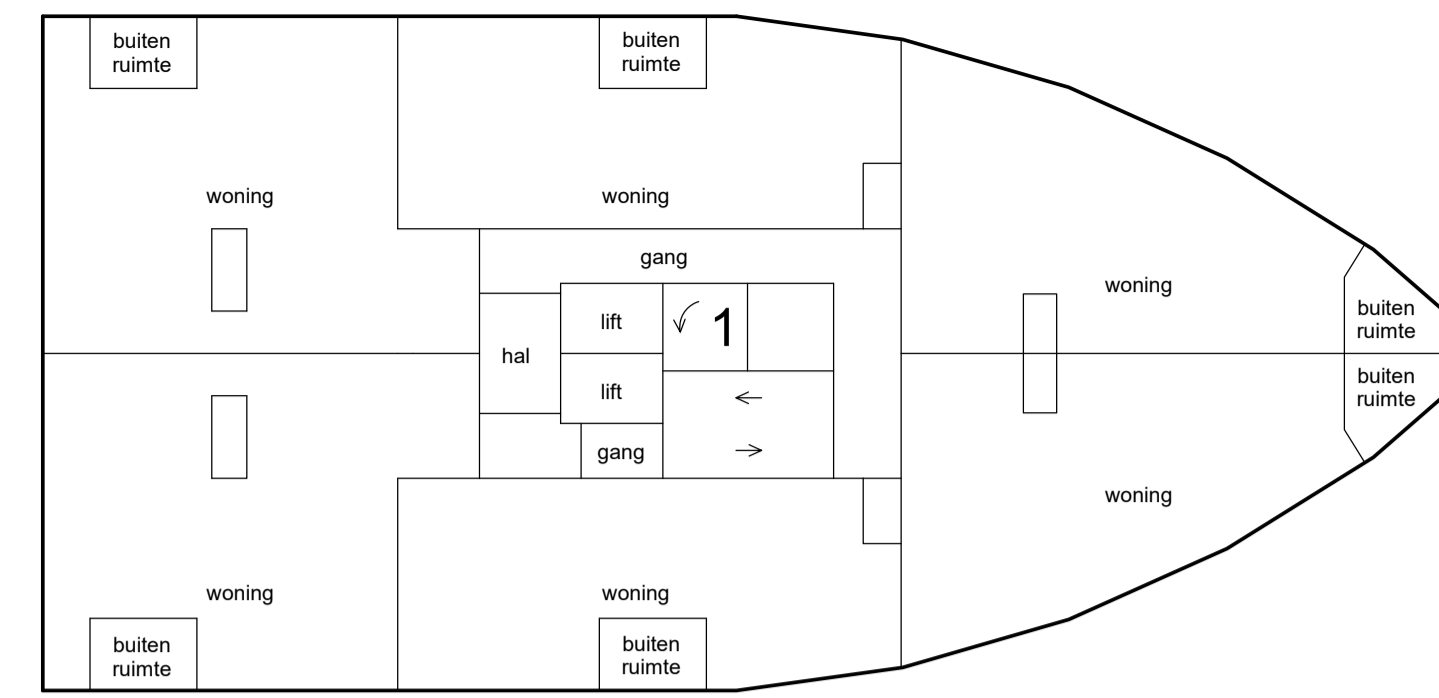 buiten
ruimte
buiten
ruimte
woning
woning
gang
woning
lift
1
buiten
ruimte
hal
lift
buiten
ruimte
gang
woning
woning
woning
buiten
ruimte
buiten
ruimte